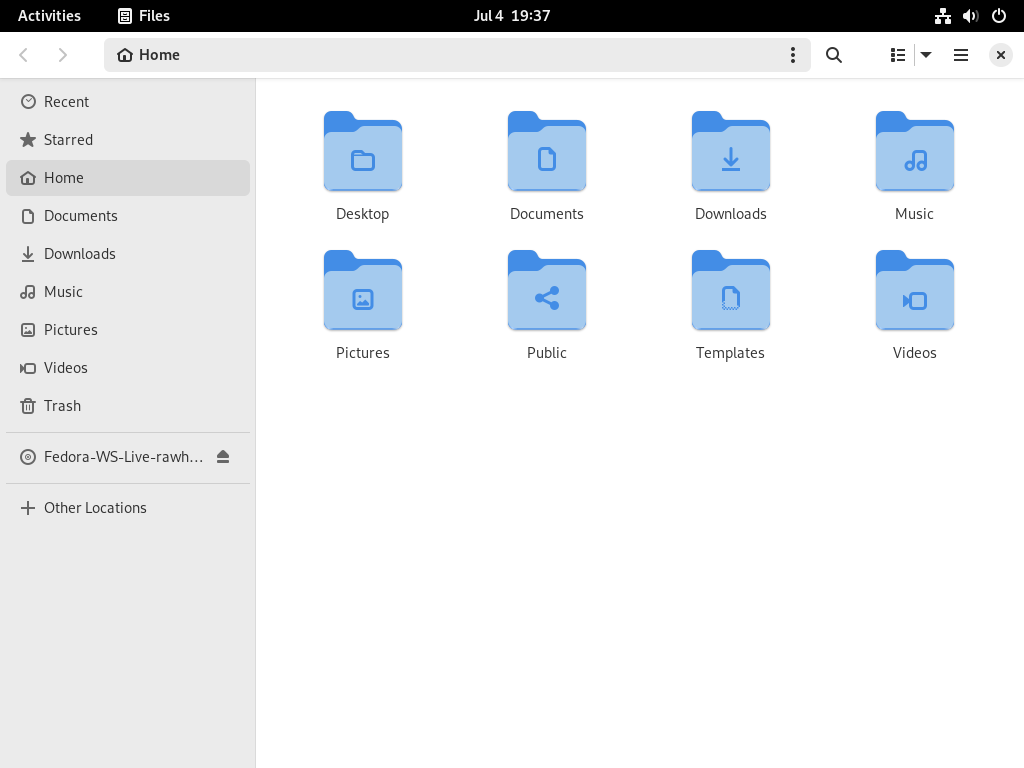 Activities Files Jul 4 19:37
Home
Recent
Starred
Home
Documents
Downloads
Music
Pictures
Videos
Trash
Fedora-WS-Live-rawh…
Other Locations
Desktop Documents Downloads Music
Pictures Public Templates Videos